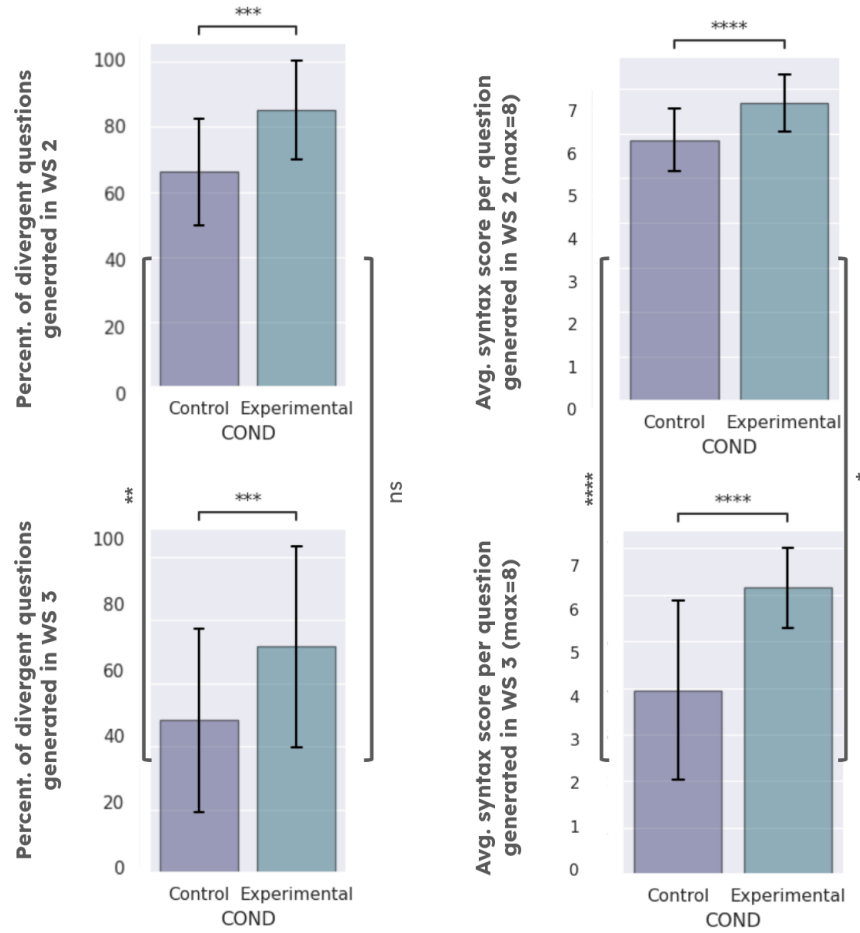 ***
Percent. of divergent questions
generated in WS 2
100
80
60
40
20
0
Control Experimental
COND
****
Avg. syntax score per question
generated in WS 2 (max=8)
7
6
5
4
3
2
1
0
Control Experimental
COND
**
ns
****
*
***
Percent. of divergent questions
generated in WS 3
100
80
60
40
20
0
Control Experimental
COND
****
Avg. syntax score per question
generated in WS 3 (max=8)
7
6
5
4
3
2
1
0
Control Experimental
COND